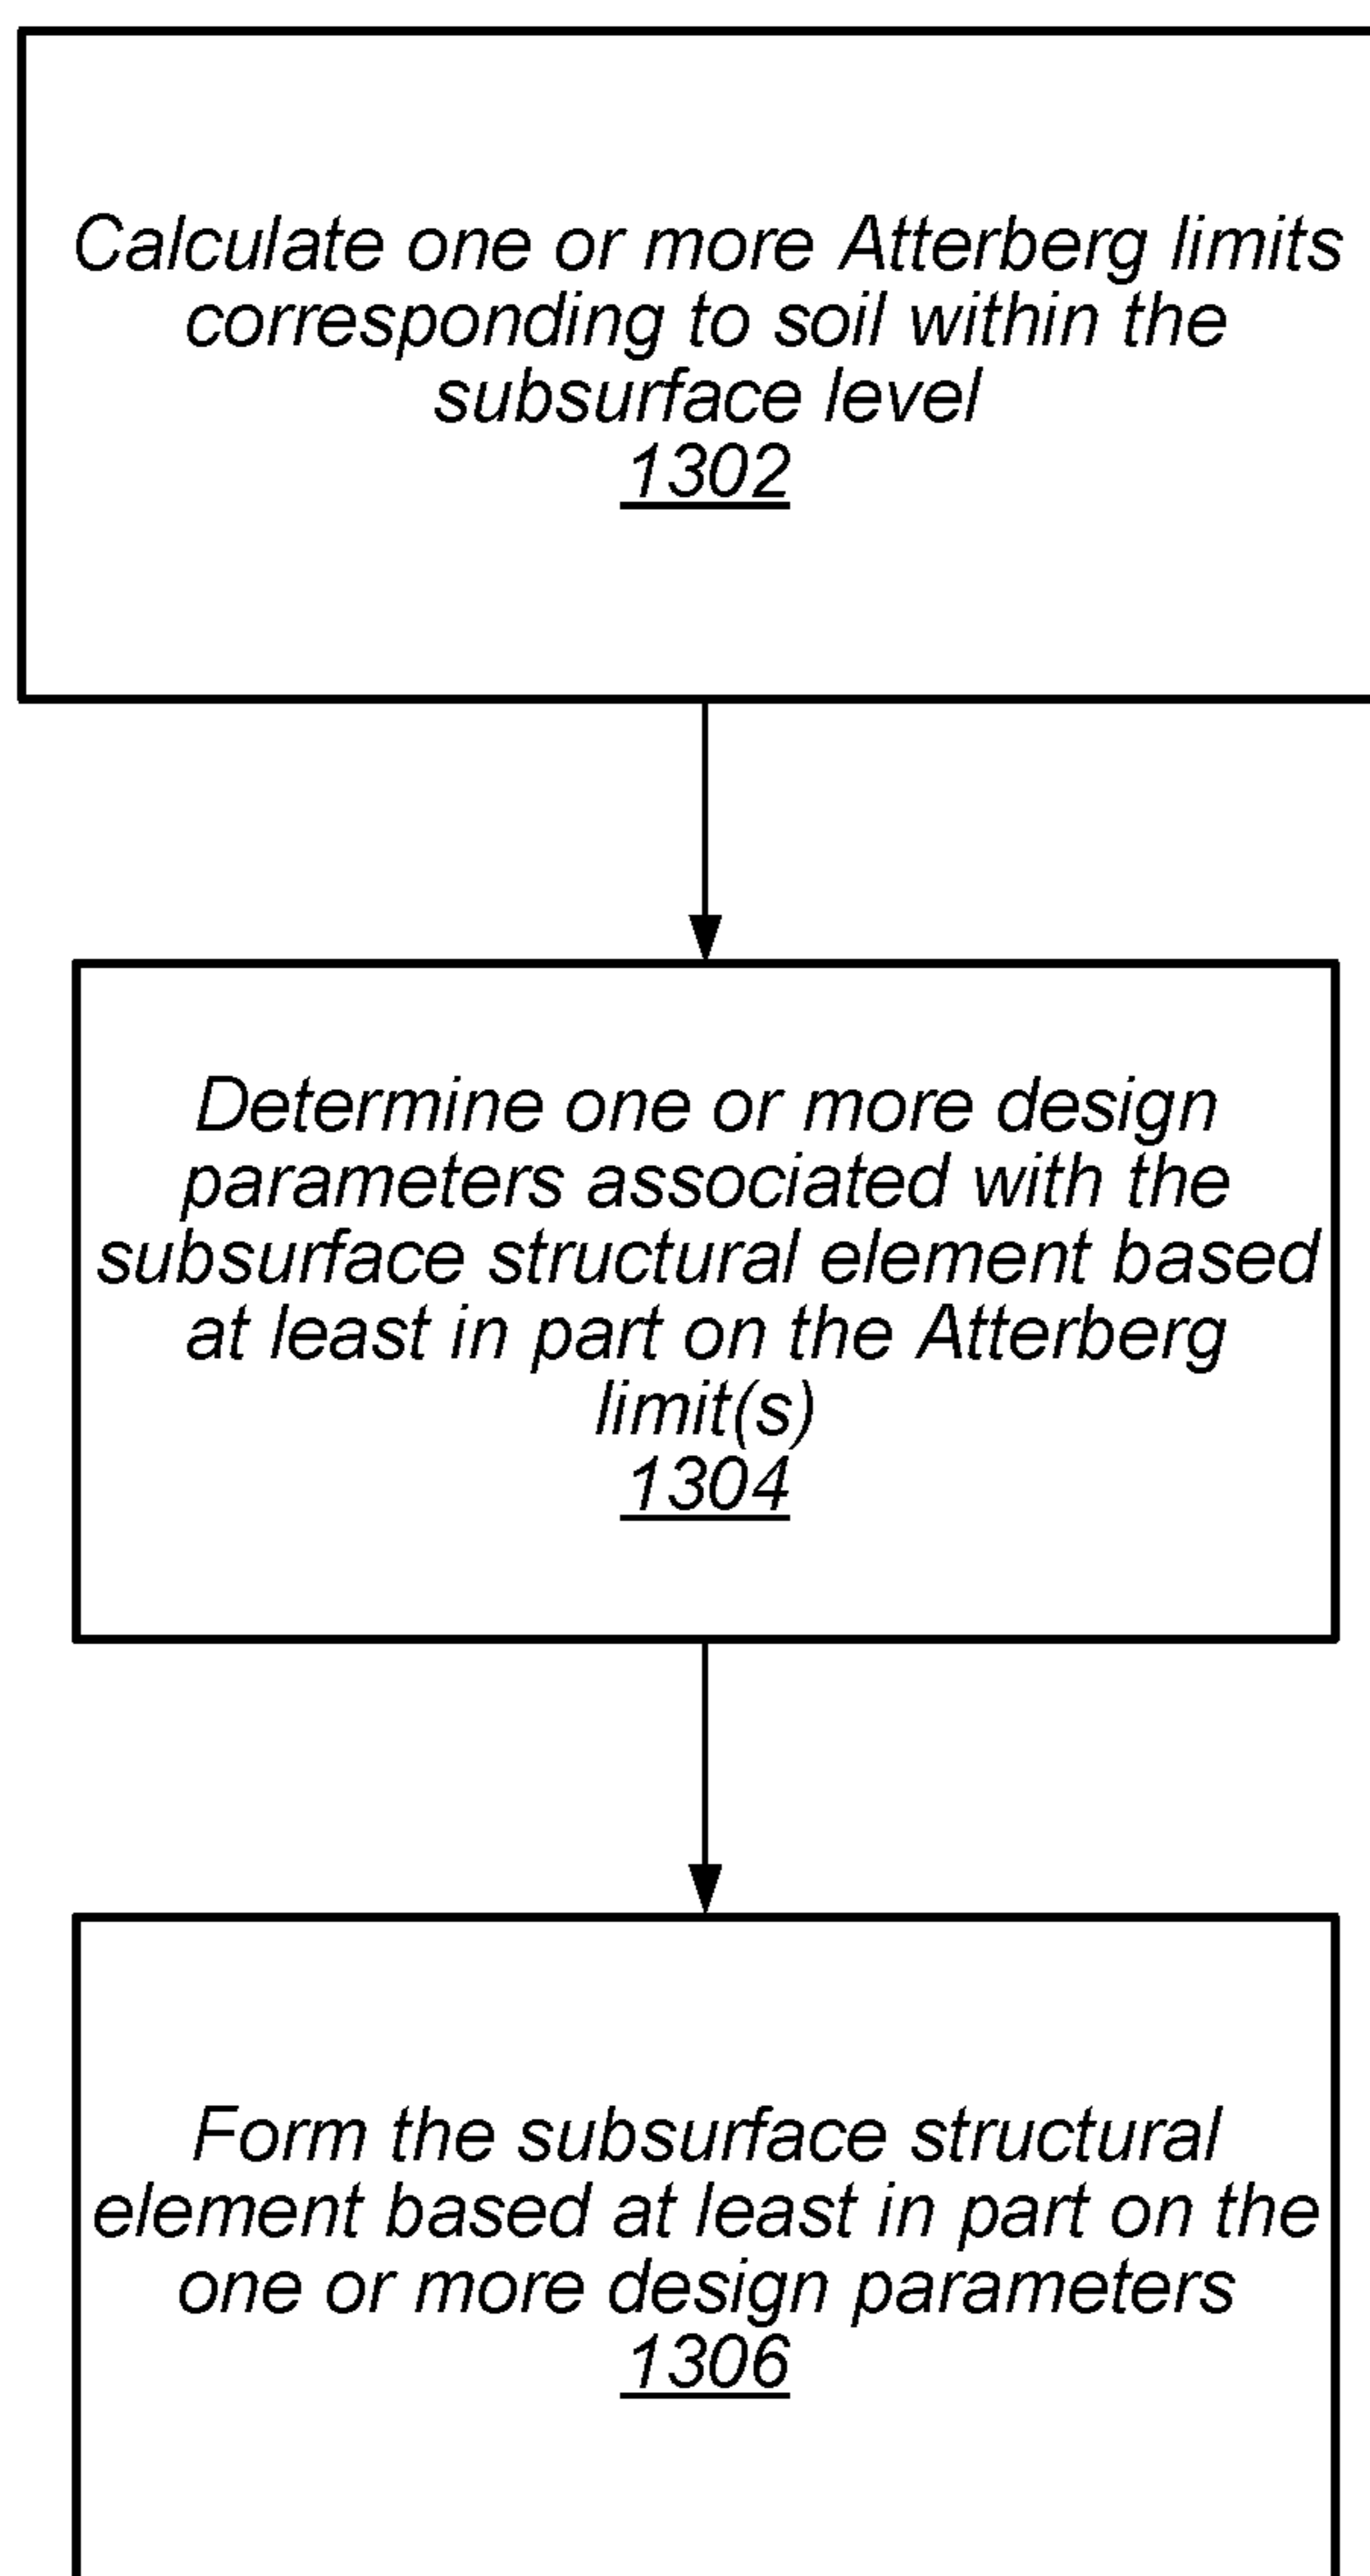 Calculate one or more Atterberg limits
corresponding to soil within the
subsurface level
1302
Determine one or more design
parameters associated with the
subsurface structural element based
at least in part on the Atterberg
limit(s)
1304
Form the subsurface structural
element based at least in part on the
one or more design parameters
1306